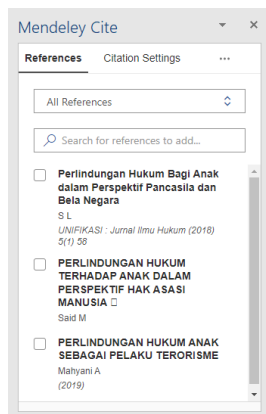 Mendeley Cite
References Citation Settings ...
All References
Search for references to add...
Perlindungan Hukum Bagi Anak
dalam Perspektif Pancasila dan
Bela Negara
S L
UNIFIKASI : Jurnal Ilmu Hukum (2018)
5(1) 58
PERLINDUNGAN HUKUM
TERHADAP ANAK DALAM
PERSPEKTIF HAK ASASI
MANUSIA 
Said M
PERLINDUNGAN HUKUM ANAK
SEBAGAI PELAKU TERORISME
Mahyani A
(2019)